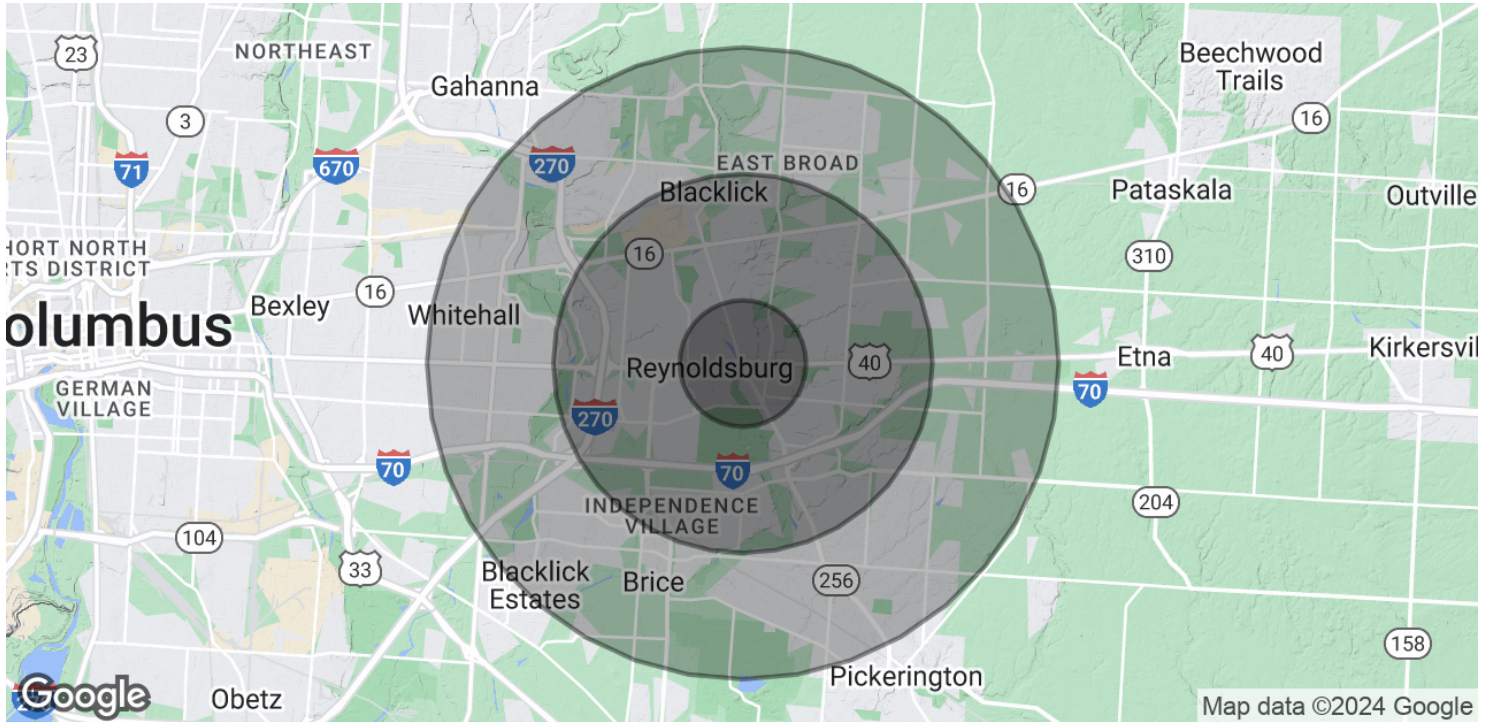 23
NORTHEAST
Beechwood
Trails
Gahanna
3
16
71
670
270
EAST BROAD
Blacklick
16
Pataskala
Outville
HORT NORTH
RTS DISTRICT
16
310
16
Bexley
Whitehall
olumbus
Reynoldsburg
40
Etna
40
Kirkersvil
GERMAN
VILLAGE
270
70
70
70
INDEPENDENCE
VILLAGE
204
104
33
Blacklick
Estates
Brice
256
158
Pickerington
Obetz
Google
Map data ©2024 Google